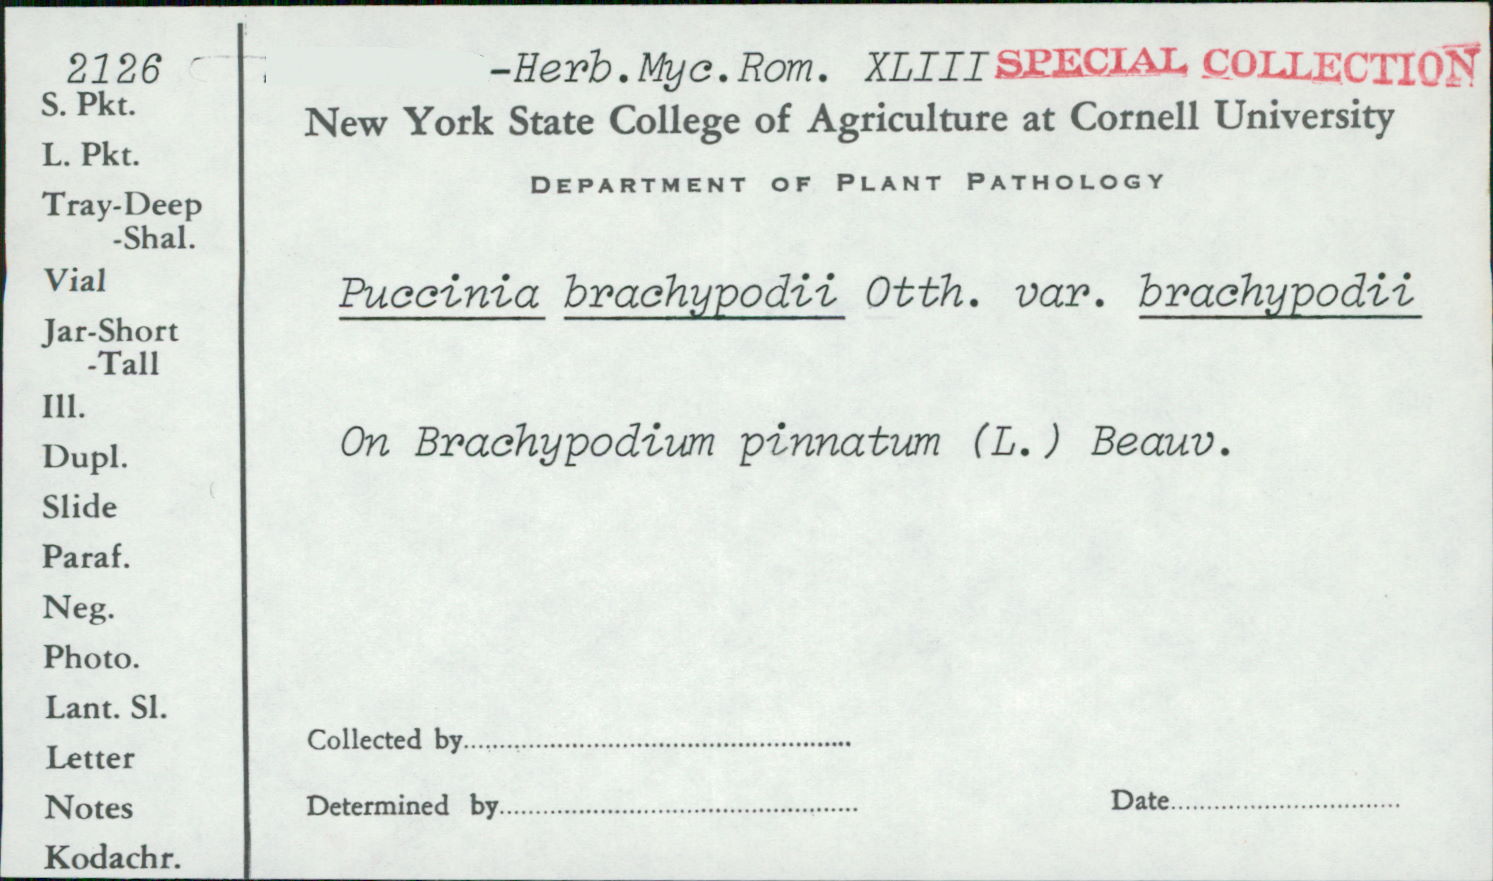 2126
S. Pkt.
L. Pkt.
Tray-Deep
-Shal.
Vial
Jar-Short
-Tall
Ill.
Dupl.
Slide
Paraf.
Neg.
Photo.
Lant. Sl.
Letter
Notes
Kodachr.
-Herb.Myc.Rom. XLIII SPECIAL COLLECTION
New York State College of Agriculture at Cornell University
DEPARTMENT OF PLANT PATHOLOGY
Puccinia brachypodii Otth. var. brachypodii
On Brachypodium pinnatum (L.) Beauv.
Collected by
Determined by
Date